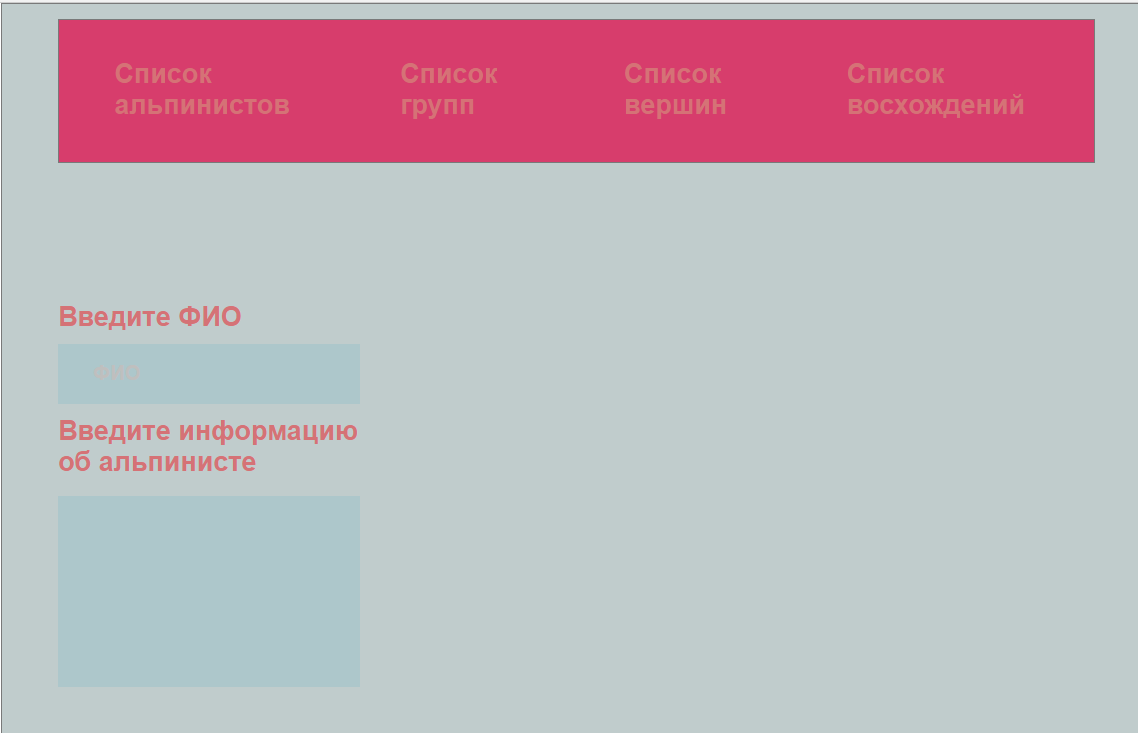 Список
альпинистов
Список
групп
Список
вершин
Список
восхождений
Введите ФИО
ФИО
Введите информацию
об альпинисте